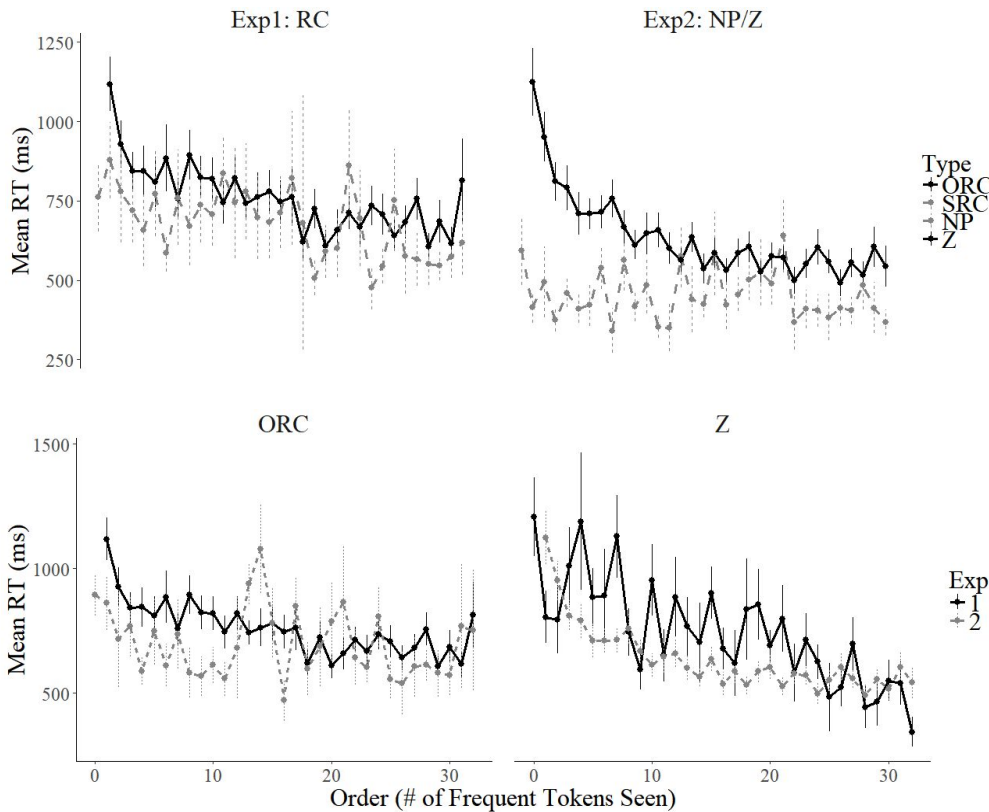 Exp1: RC
Exp2: NP/Z
1250
1000
750
500
250
Mean RT (ms)
Type
ORC
SRC
NP
Z
ORC
Z
1500
1000
500
Mean RT (ms)
Exp
1
2
0 10 20 30 0 10 20 30
Order (# of Frequent Tokens Seen)